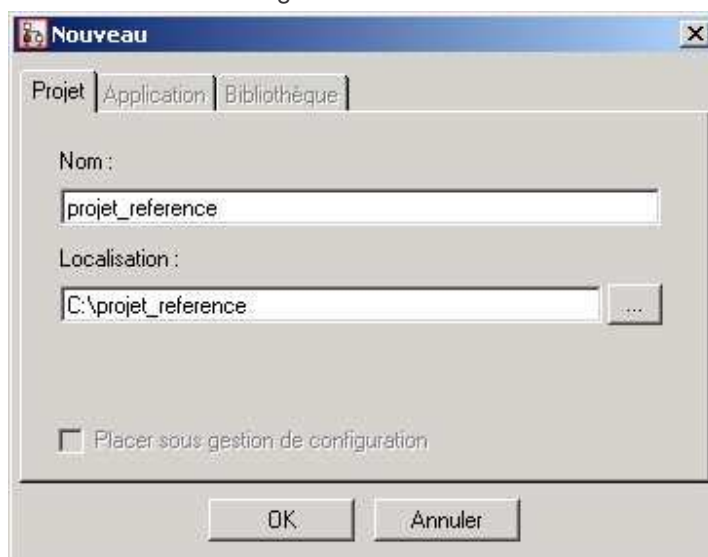 Nouveau
Projet Application Bibliothèque
Nom :
projet_reference
Localisation :
C:\projet_reference
...
Placer sous gestion de configuration
OK Annuler